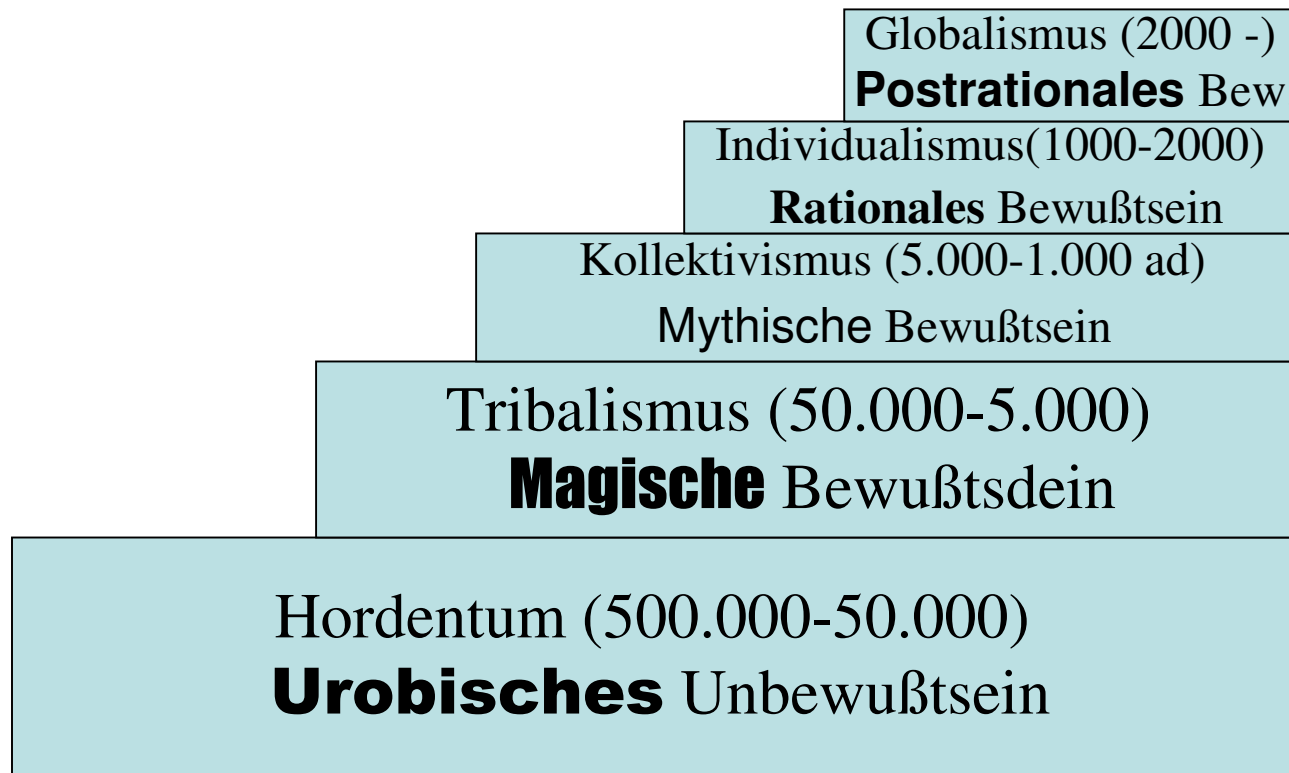 Globalismus (2000 -)
Postrationales Bew
Individualismus(1000-2000)
Rationales Bewußtsein
Kollektivismus (5.000-1.000 ad)
Mythische Bewußtsein
Tribalismus (50.000-5.000)
Magische Bewußtsdein
Hordentum (500.000-50.000)
Urobisches Unbewußtsein